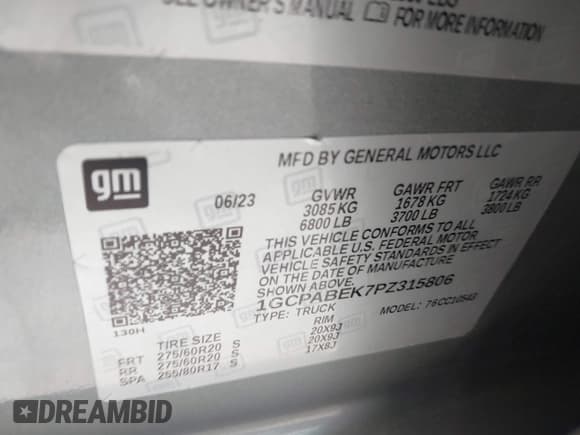 SEE OWNER'S MANUAL FOR MORE INFORMATION
gm
MFD BY GENERAL MOTORS LLC
06/23 GVWR GAWR FRT GAWR RR
3085 KG 1678 KG 1724 KG
6800 LB 3700 LB 3800 LB
THIS VEHICLE CONFORMS TO ALL
APPLICABLE U.S. FEDERAL MOTOR
VEHICLE SAFETY STANDARDS IN EFFECT
ON THE DATE OF MANUFACTURE
SHOWN ABOVE.
1GCPABEK7PZ315806
TYPE: TRUCK MODEL: 76CC10543
130H
TIRE SIZE RIM
FRT 275/60R20 S 20X9J
RR 275/60R20 S 20X9J
SPA 255/80R17 S 17X8J
DREAMBID